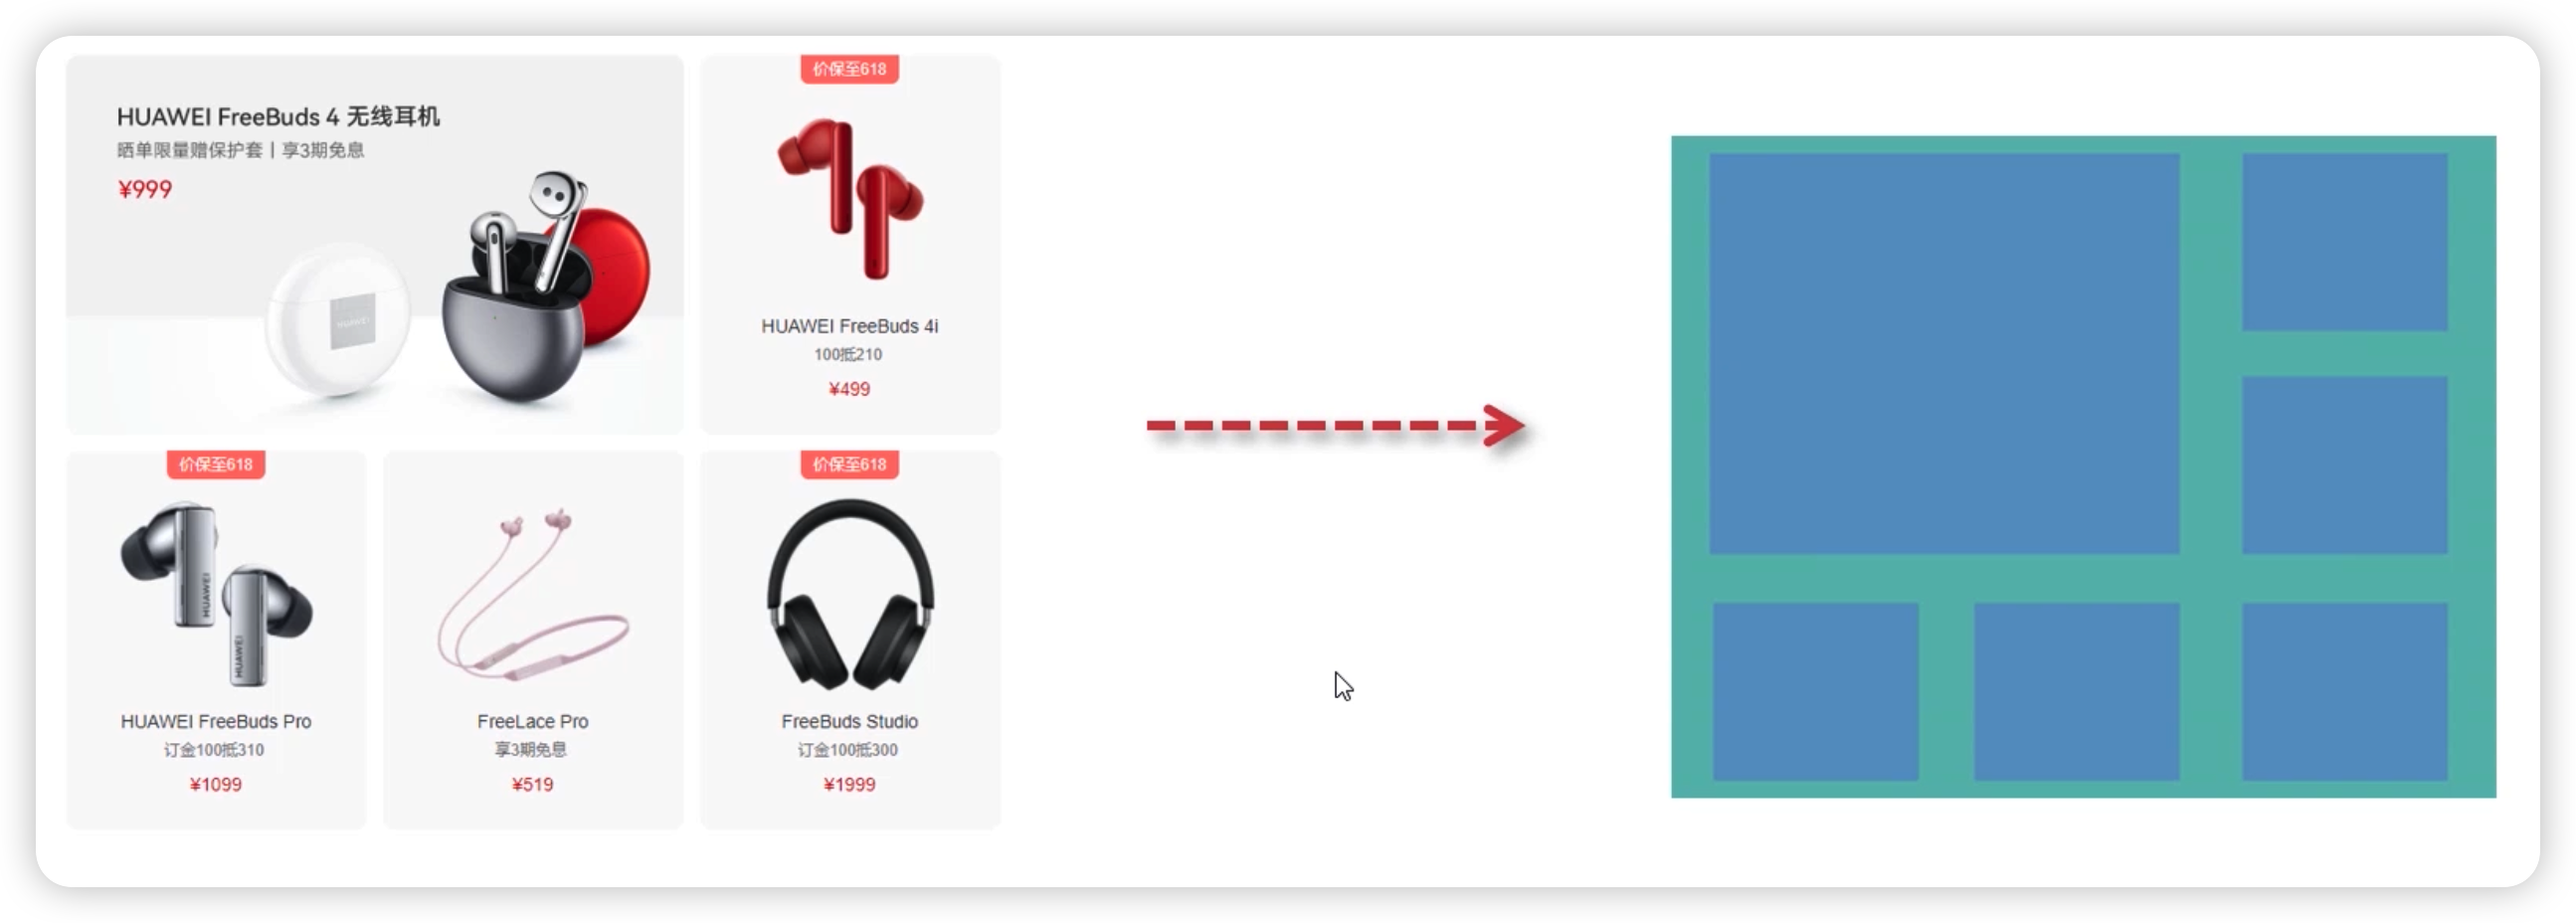 HUAWEI FreeBuds 4 无线耳机
晒单限量赠保护套丨享3期免息
¥999
HUAWEI
价保至618
HUAWEI FreeBuds 4i
100抵210
¥499
价保至618
HUAWEI
HUAWEI
HUAWEI FreeBuds Pro
订金100抵310
¥1099
FreeLace Pro
享3期免息
¥519
价保至618
FreeBuds Studio
订金100抵300
¥1999